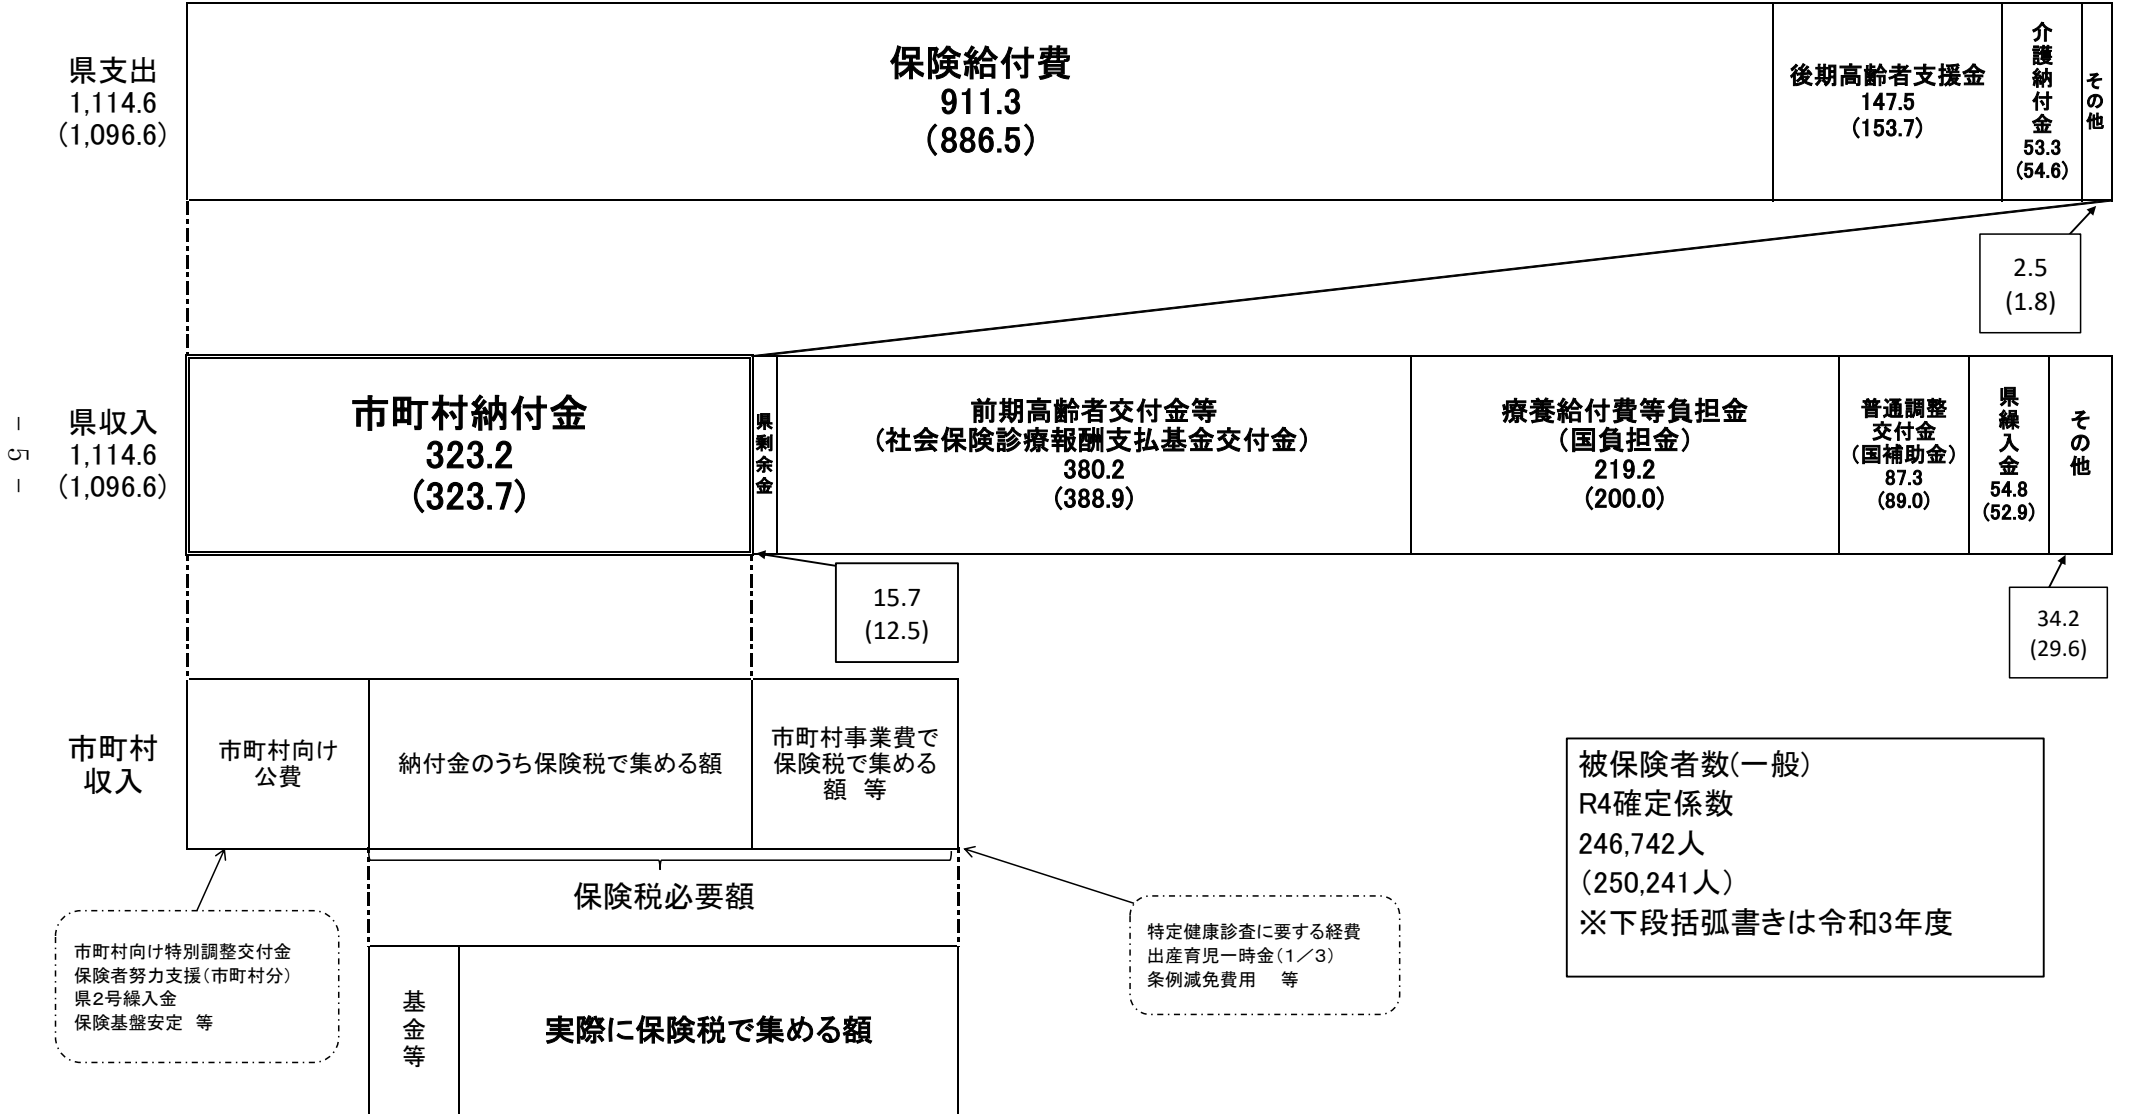 県支出
1,114.6
(1,096.6)
保険給付費
911.3
(886.5)
後期高齢者支援金
147.5
(153.7)
介護納付金
53.3
(54.6)
その他
2.5
(1.8)
- 5 -
県収入
1,114.6
(1,096.6)
市町村納付金
323.2
(323.7)
県剰余金
前期高齢者交付金等
(社会保険診療報酬支払基金交付金)
380.2
(388.9)
療養給付費等負担金
(国負担金)
219.2
(200.0)
普通調整
交付金
(国補助金)
87.3
(89.0)
県繰入金
54.8
(52.9)
その他
15.7
(12.5)
34.2
(29.6)
市町村
収入
市町村向け
公費
納付金のうち保険税で集める額
市町村事業費で
保険税で集める
額 等
保険税必要額
市町村向け特別調整交付金
保険者努力支援(市町村分)
県2号繰入金
保険基盤安定 等
特定健康診査に要する経費
出産育児一時金(1/3)
条例減免費用 等
基金等
実際に保険税で集める額
被保険者数(一般)
R4確定係数
246,742人
(250,241人)
※下段括弧書きは令和3年度